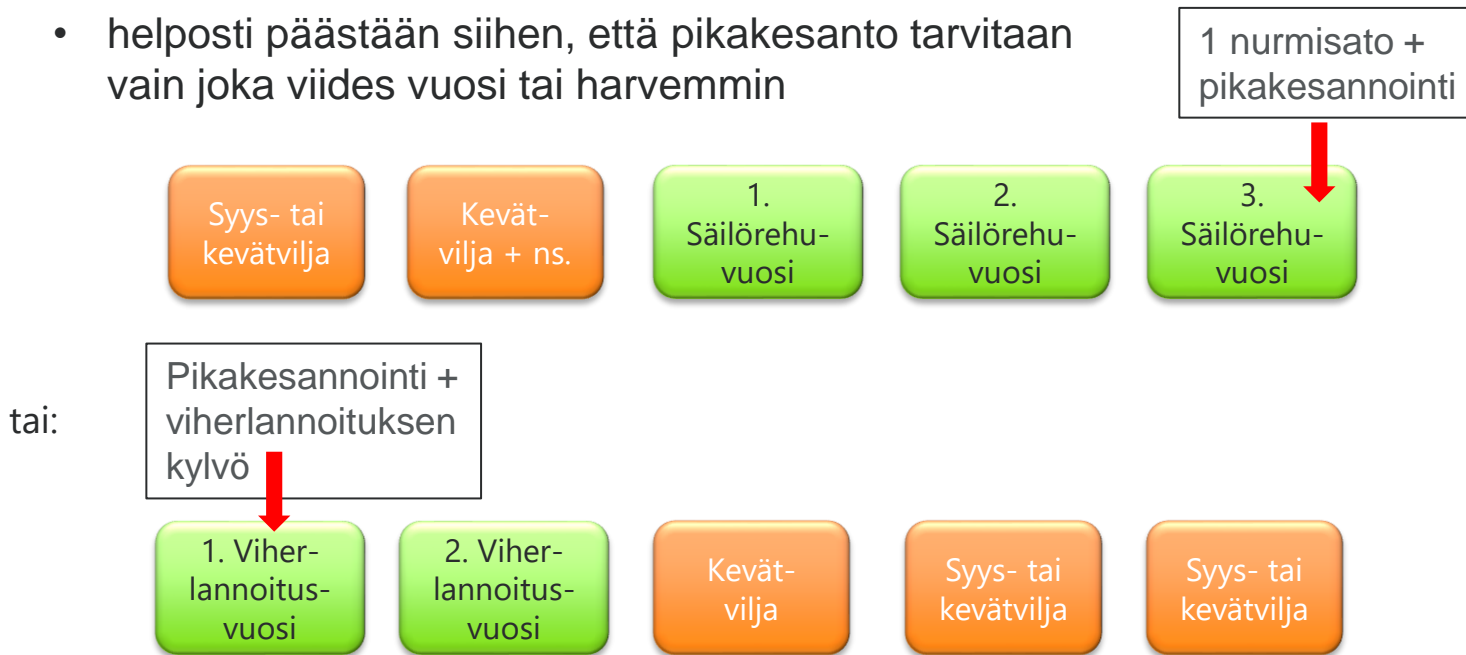 • helposti päästään siihen, että pikakesanto tarvitaan
vain joka viides vuosi tai harvemmin
1 nurmisato +
pikakesannointi
Syys- tai
kevätvilja
Kevät-
vilja + ns.
1.
Säilörehu-
vuosi
2.
Säilörehu-
vuosi
3.
Säilörehu-
vuosi
tai:
Pikakesannointi +
viherlannoituksen
kylvö
1. Viher-
lannoitus-
vuosi
2. Viher-
lannoitus-
vuosi
Kevät-
vilja
Syys- tai
kevätvilja
Syys- tai
kevätvilja